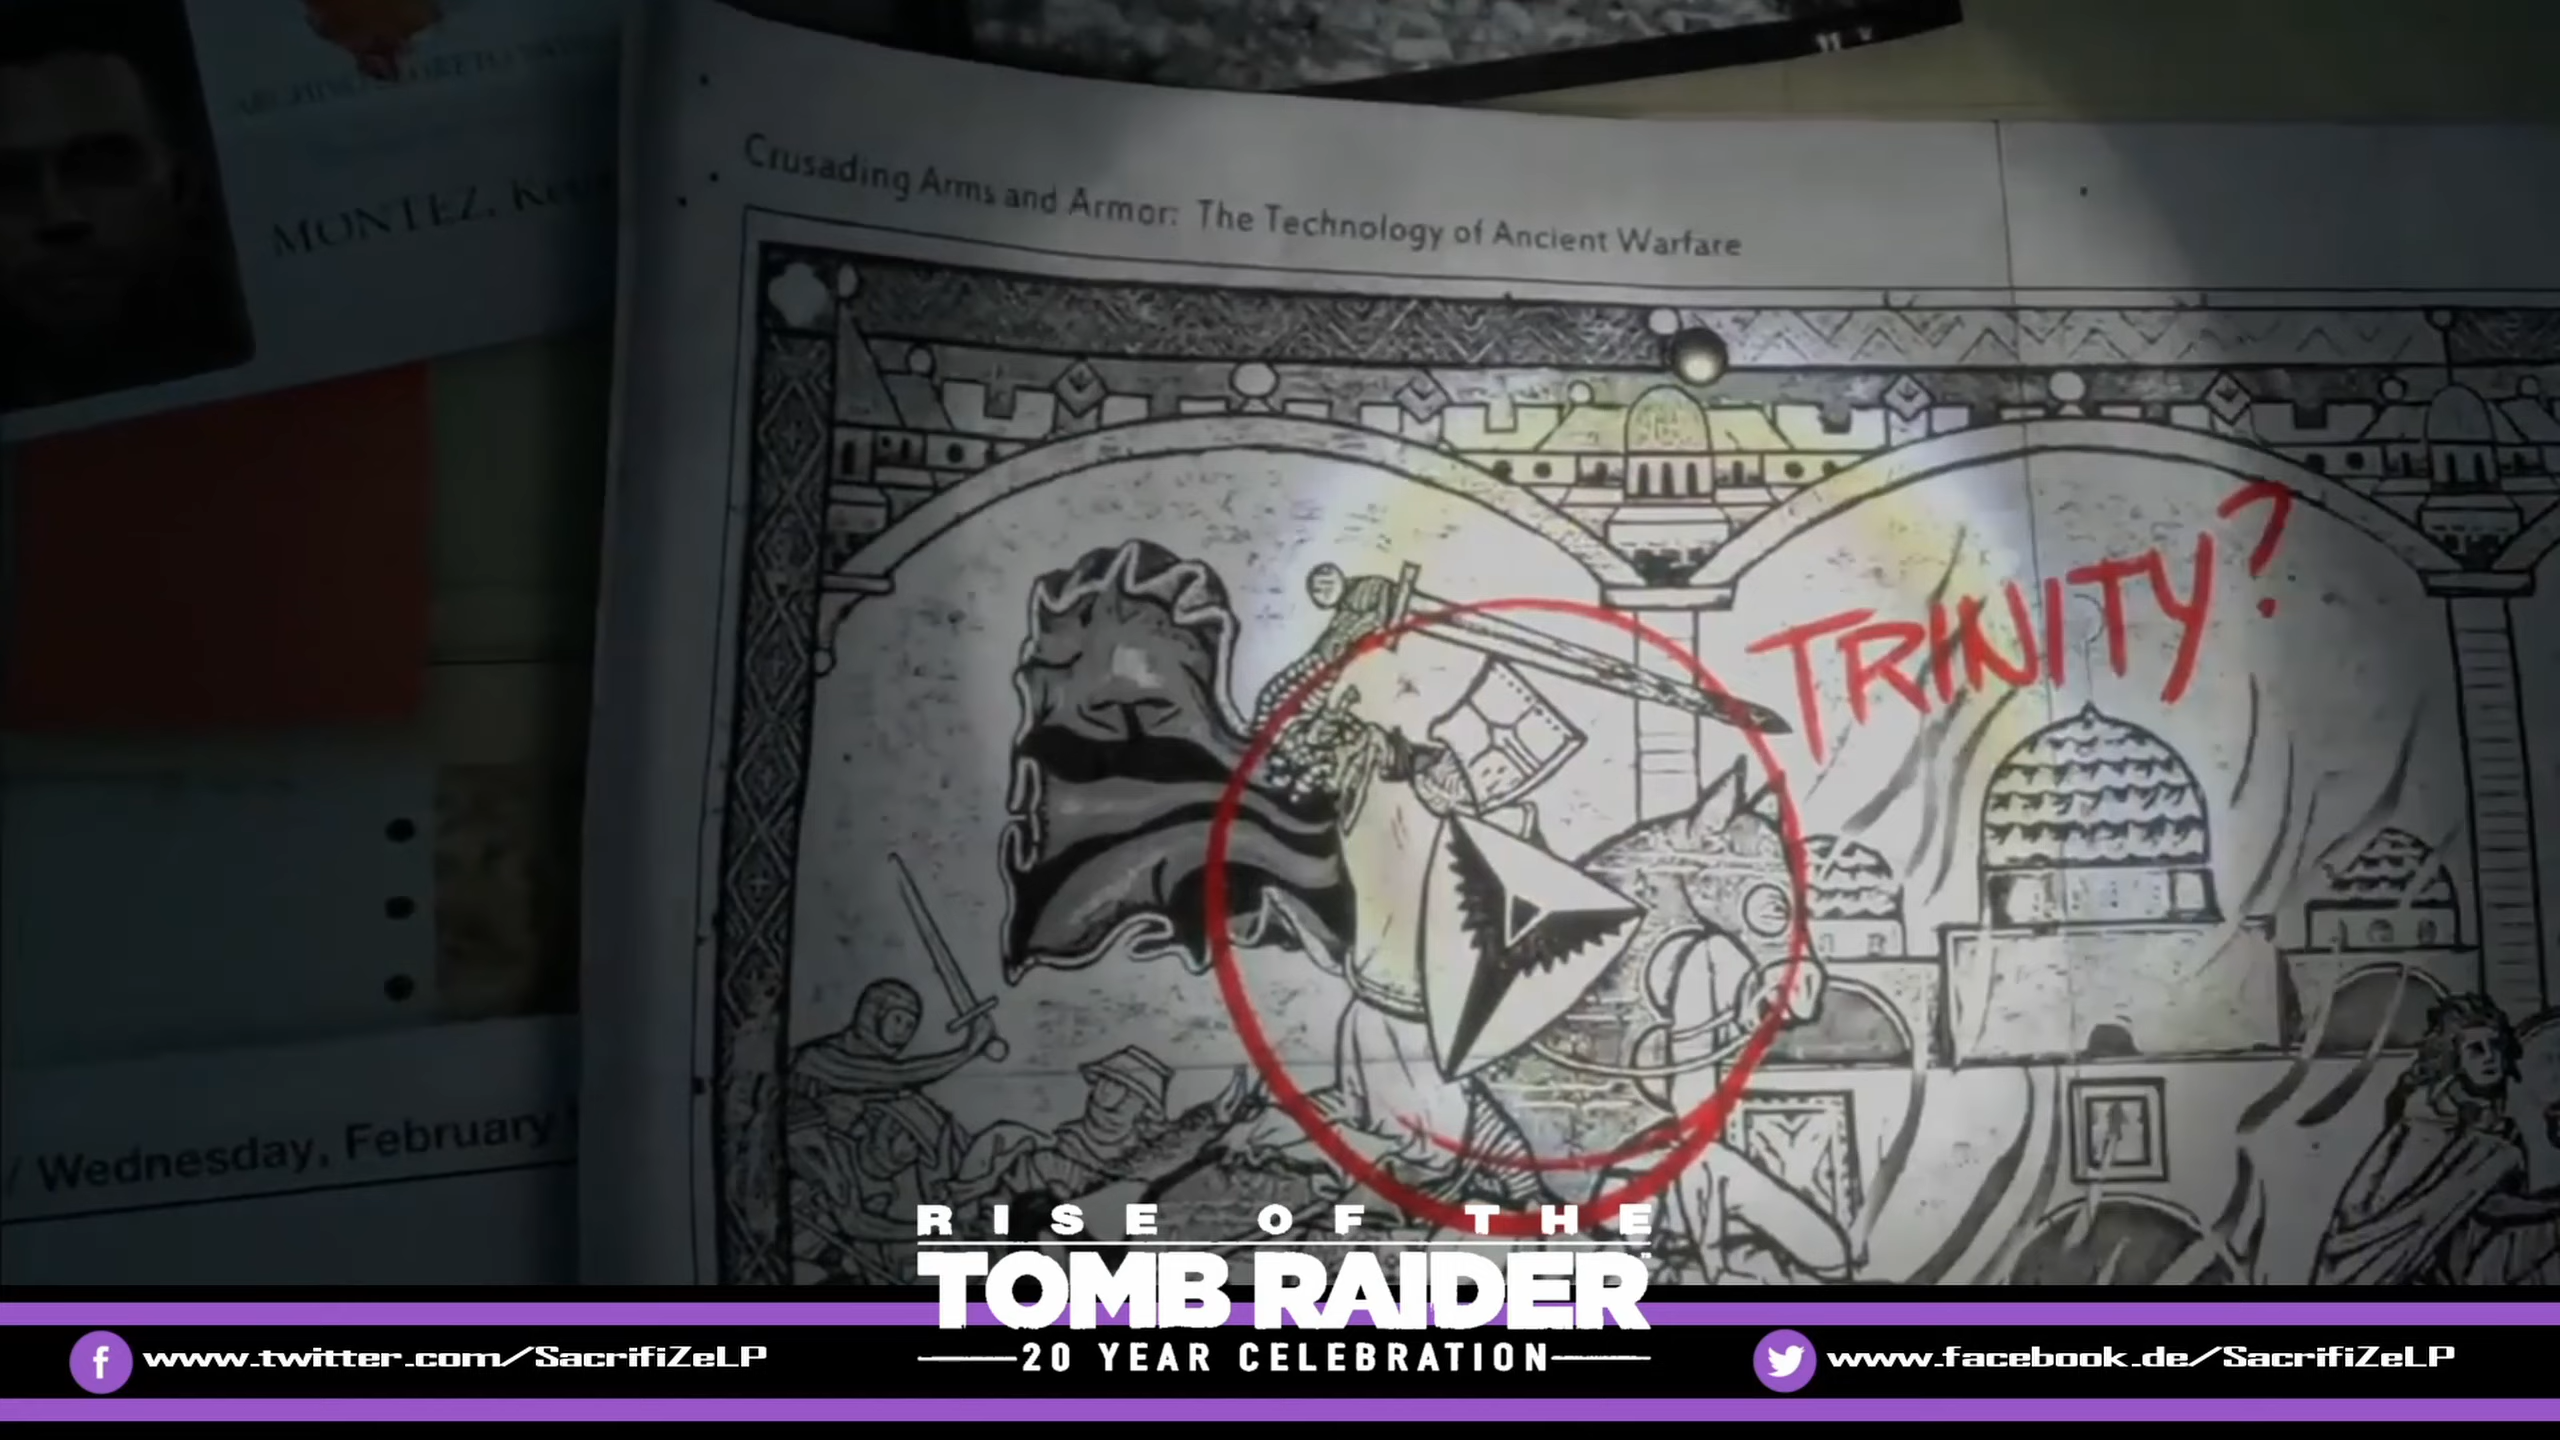 MONTEZ,
Crusading Arms and Armor: The Technology of Ancient Warfare
TRINITY?
Wednesday, February
RISE OF THE
TOMB RAIDER
20 YEAR CELEBRATION
www.twitter.com/SacrifiZeLP
www.facebook.de/SacrifiZeLP